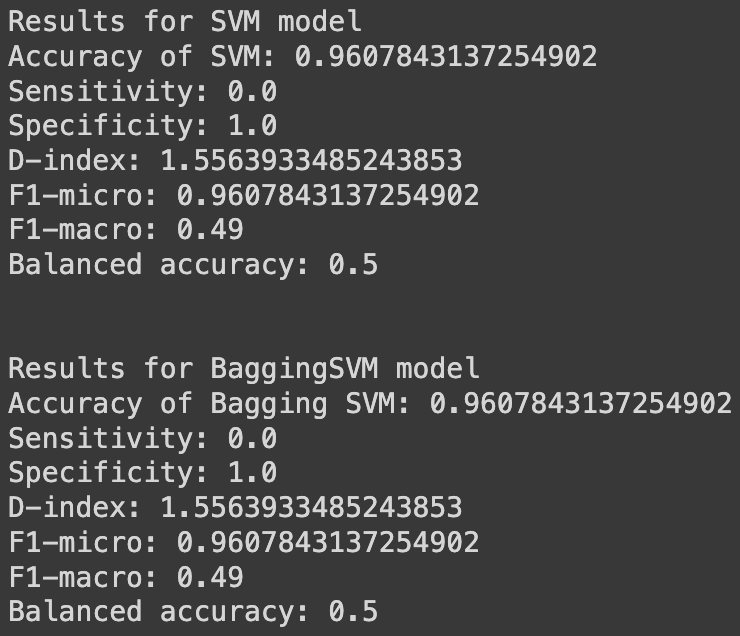 Results for SVM model
Accuracy of SVM: 0.9607843137254902
Sensitivity: 0.0
Specificity: 1.0
D-index: 1.5563933485243853
F1-micro: 0.9607843137254902
F1-macro: 0.49
Balanced accuracy: 0.5
Results for BaggingSVM model
Accuracy of Bagging SVM: 0.9607843137254902
Sensitivity: 0.0
Specificity: 1.0
D-index: 1.5563933485243853
F1-micro: 0.9607843137254902
F1-macro: 0.49
Balanced accuracy: 0.5